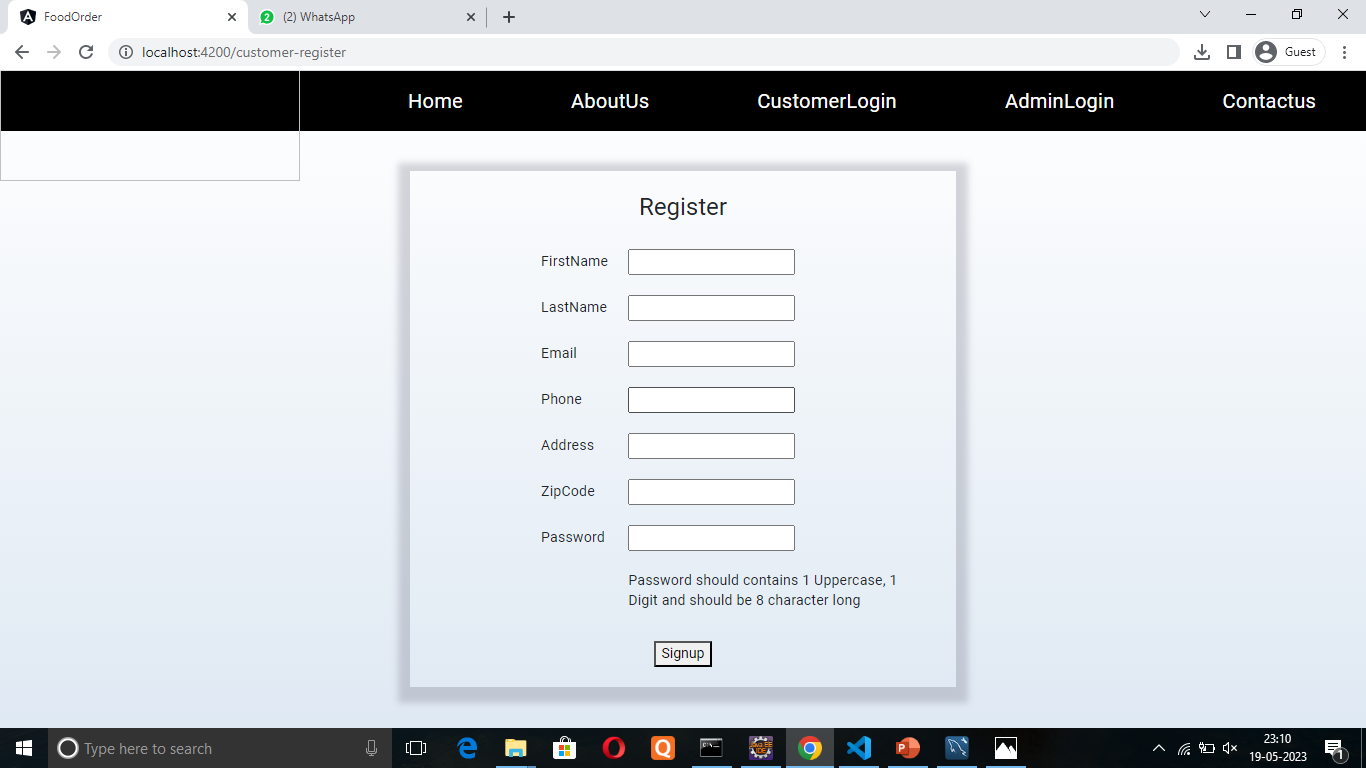 FoodOrder
(2) WhatsApp
localhost:4200/customer-register
Guest
Home AboutUs CustomerLogin AdminLogin Contactus
Register
FirstName
LastName
Email
Phone
Address
ZipCode
Password
Password should contains 1 Uppercase, 1
Digit and should be 8 character long
Signup
Type here to search
23:10
19-05-2023
1